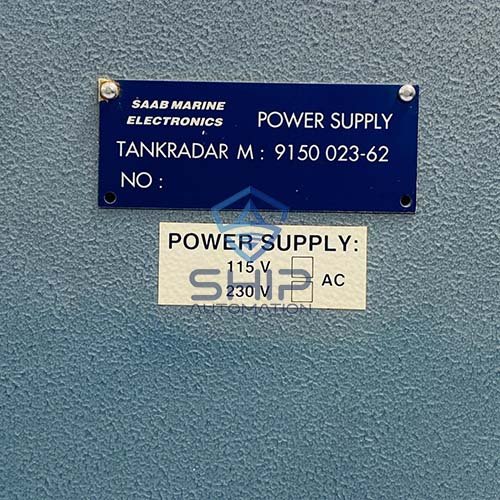 SAAB MARINE
ELECTRONICS
POWER SUPPLY
TANKRADAR M : 9150 023-62
NO :
POWER SUPPLY:
115 V
230 V
AC
SHIP
AUTOMATION